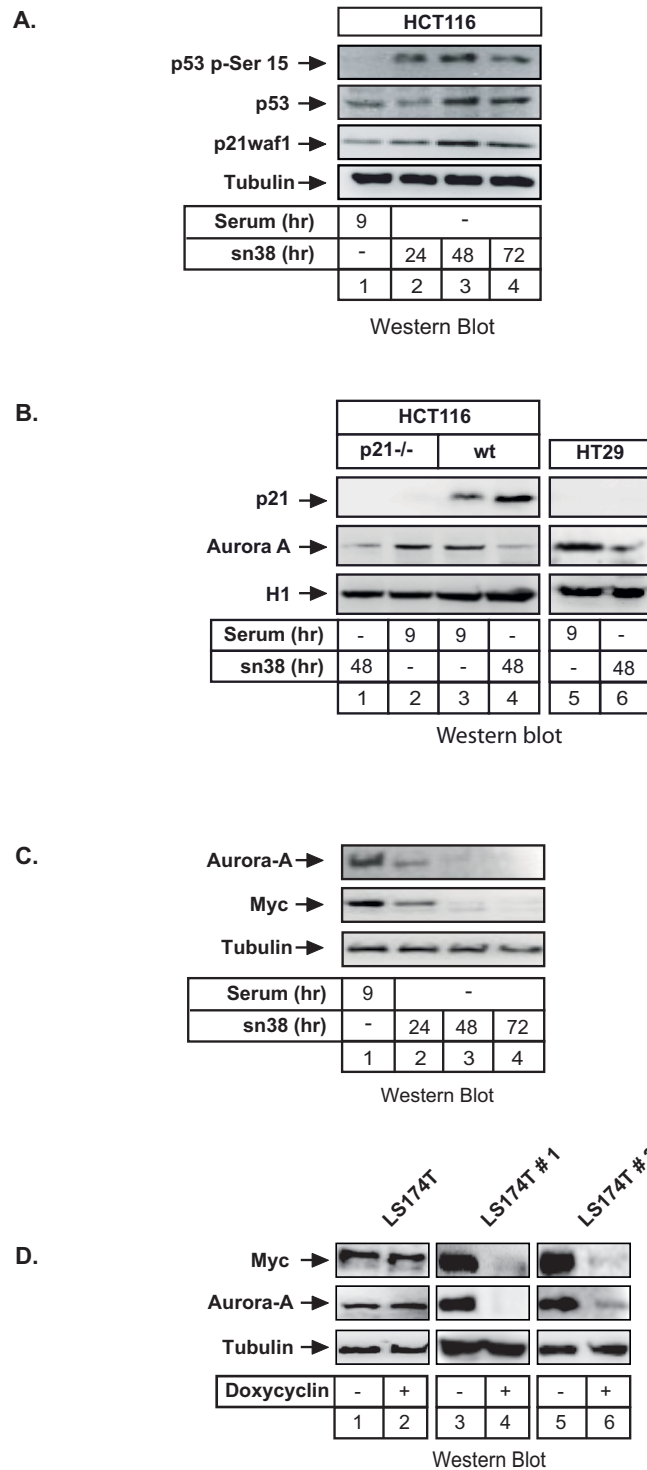 A.
HCT116
p53 p-Ser 15
p53
p21waf1
Tubulin
Serum (hr) 9 -
sn38 (hr) - 24 48 72
1 2 3 4
Western Blot
B.
HCT116
p21-/- wt HT29
p21
Aurora A
H1
Serum (hr) - 9 9 - 9 -
sn38 (hr) 48 - - 48 - 48
1 2 3 4 5 6
Western blot
C.
Aurora-A
Myc
Tubulin
Serum (hr) 9 -
sn38 (hr) - 24 48 72
1 2 3 4
Western Blot
LS174T LS174T # 1 LS174T #
D.
Myc
Aurora-A
Tubulin
Doxycyclin - + - + - +
1 2 3 4 5 6
Western Blot